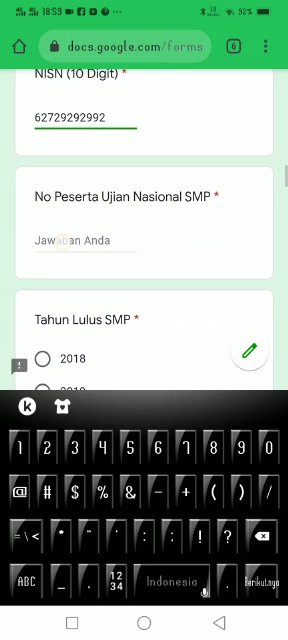 18:59 92%
docs.google.com/forms. 6
NISN (10 Digit) *
62729292992
No Peserta Ujian Nasional SMP *
Jawaban Anda
Tahun Lulus SMP *
2018
1 2 3 4 5 6 7 8 9 0
@ # $ % & - + ( ) /
= \ < * " ' : ; ! ?
ABC _ , 12 34 Indonesia . Berikutnya